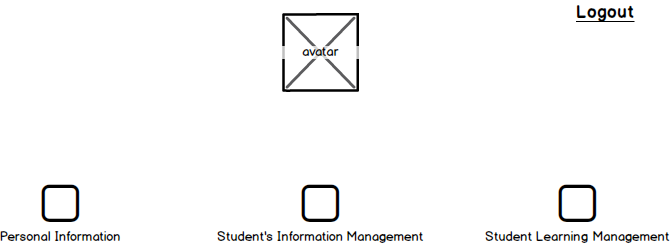 Logout
avatar
Personal Information
Student's Information Management
Student Learning Management